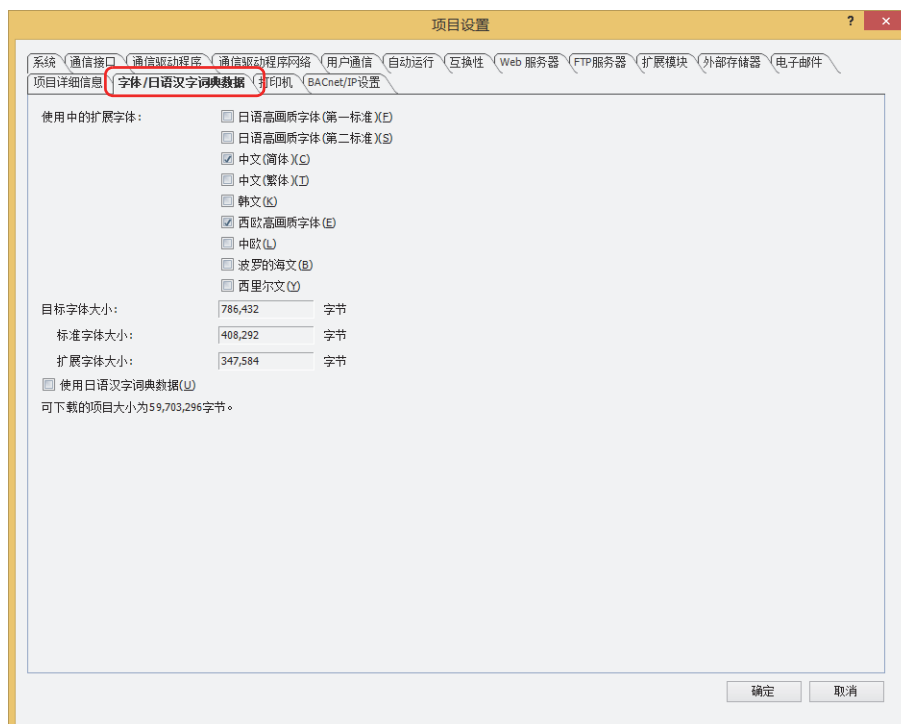 项目设置
? ×
系统 通信接口 通信驱动程序 通信驱动程序网络 用户通信 自动运行 互换性 Web 服务器 FTP服务器 扩展模块 外部存储器 电子邮件
项目详细信息 字体/日语汉字词典数据 打印机 BACnet/IP设置
使用中的扩展字体: 日语高画质字体(第一标准)(F)
日语高画质字体(第二标准)(S)
中文(简体)(C)
中文(繁体)(T)
韩文(K)
西欧高画质字体(E)
中欧(L)
波罗的海文(B)
西里尔文(Y)
目标字体大小: 786,432 字节
标准字体大小: 408,292 字节
扩展字体大小: 347,584 字节
使用日语汉字词典数据(U)
可下载的项目大小为59,703,296字节。
确定 取消